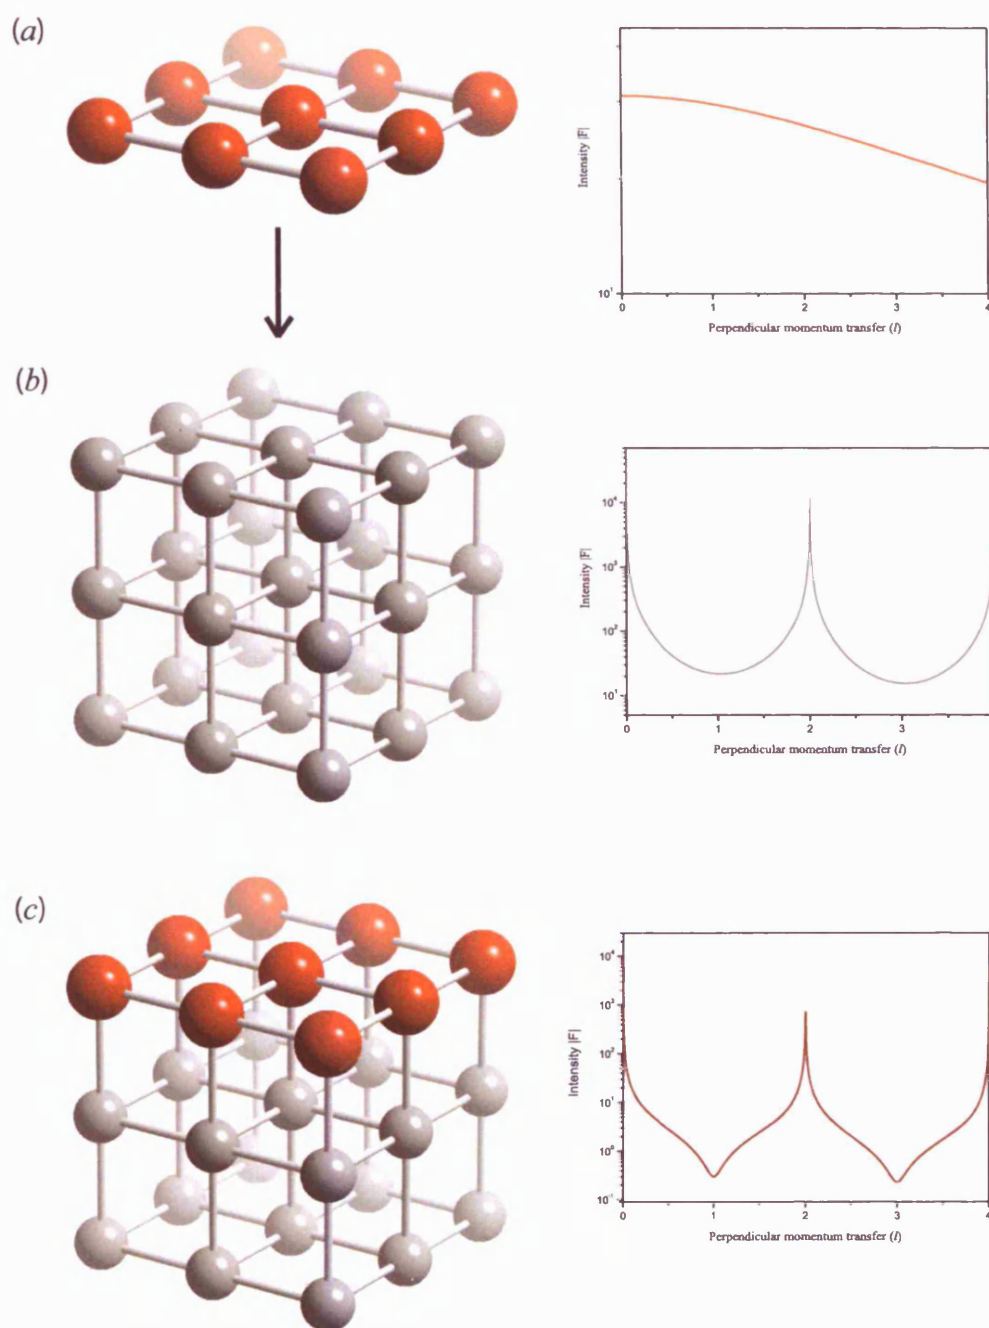 (a)
Intensity |F|
10¹
0 1 2 3 4
Perpendicular momentum transfer (l)
(b)
Intensity |F|
10⁴
10³
10²
10¹
0 1 2 3
Perpendicular momentum transfer (l)
(c)
Intensity |F|
10⁴
10³
10²
10¹
10⁰
10⁻¹
0 1 2 3 4
Perpendicular momentum transfer (l)